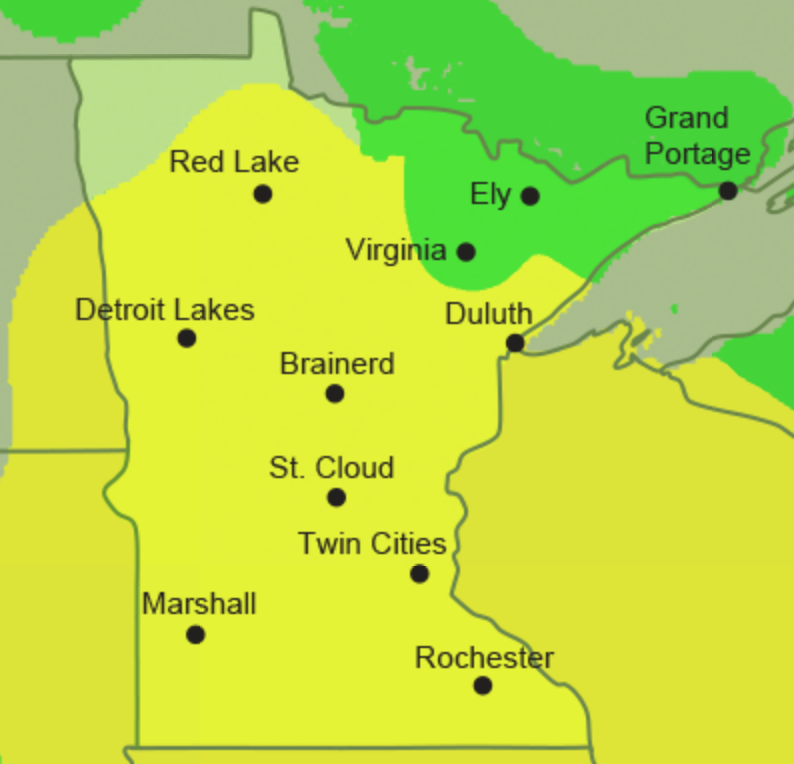 Grand
Portage
Red Lake
Ely
Virginia
Detroit Lakes
Duluth
Brainerd
St. Cloud
Twin Cities
Marshall
Rochester